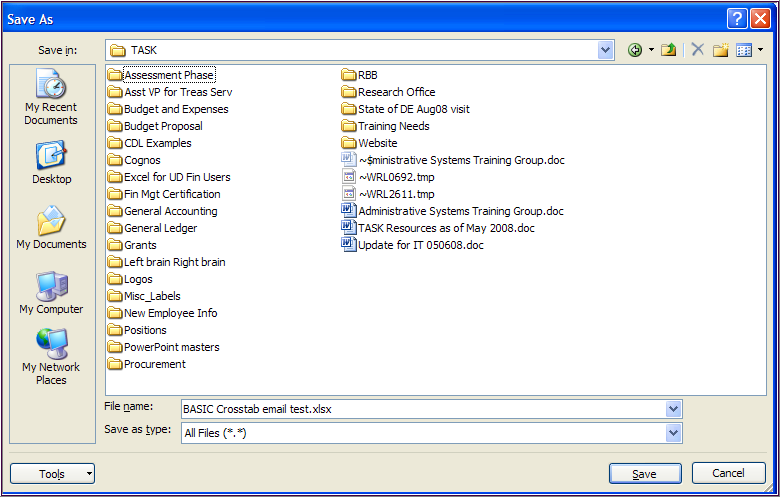 Save As
Save in: TASK
My Recent
Documents
Desktop
My Documents
My Computer
My Network
Places
Assessment Phase
Asst VP for Treas Serv
Budget and Expenses
Budget Proposal
CDL Examples
Cognos
Excel for UD Fin Users
Fin Mgt Certification
General Accounting
General Ledger
Grants
Left brain Right brain
Logos
Misc_Labels
New Employee Info
Positions
PowerPoint masters
Procurement
RBB
Research Office
State of DE Aug08 visit
Training Needs
Website
~$ministrative Systems Training Group.doc
~WRL0692.tmp
~WRL2611.tmp
Administrative Systems Training Group.doc
TASK Resources as of May 2008.doc
Update for IT 050608.doc
File name: BASIC Crosstab email test.xlsx
Save as type: All Files (*.*)
Tools Save Cancel